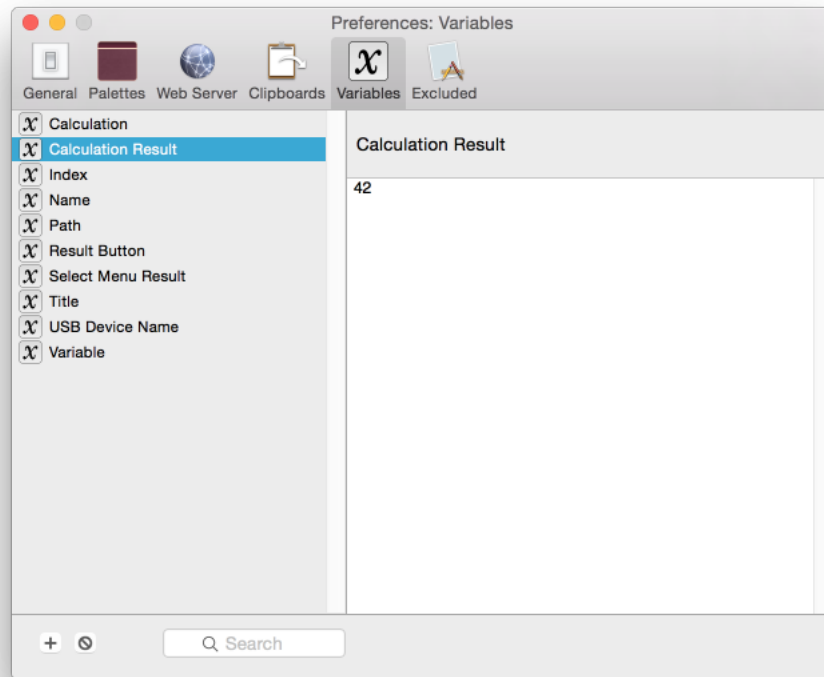 Preferences: Variables
General Palettes Web Server Clipboards Variables Excluded
Calculation
Calculation Result
Index
Name
Path
Result Button
Select Menu Result
Title
USB Device Name
Variable
Calculation Result
42
Search